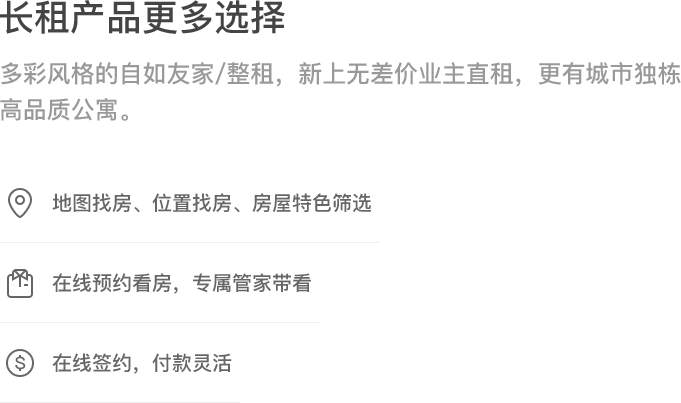 长租产品更多选择
多彩风格的自如友家/整租，新上无差价业主直租，更有城市独栋
高品质公寓。
地图找房、位置找房、房屋特色筛选
在线预约看房，专属管家带看
在线签约，付款灵活